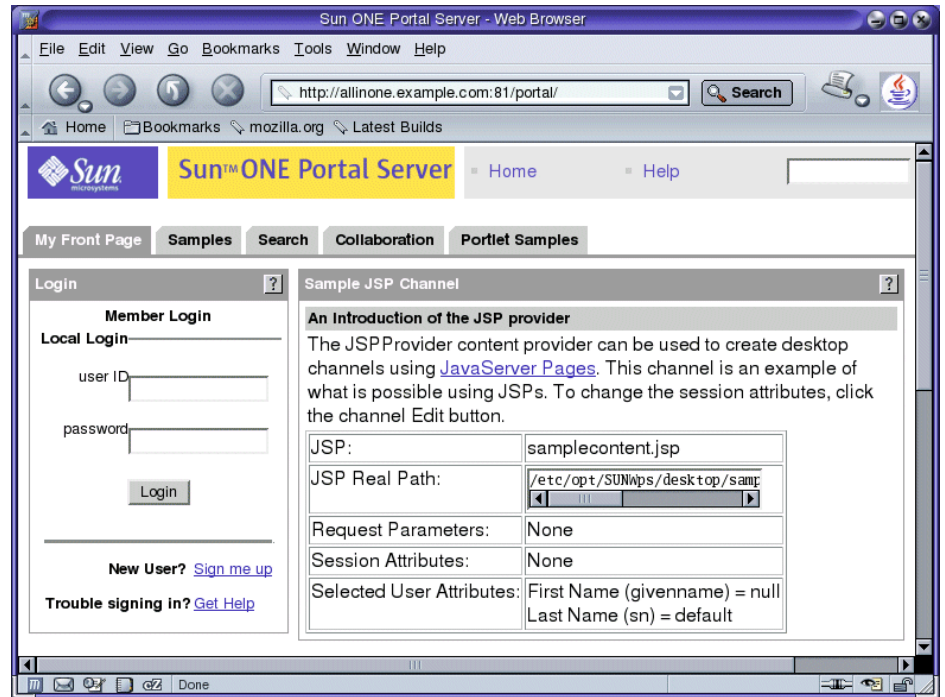 Sun ONE Portal Server - Web Browser
File Edit View Go Bookmarks Tools Window Help
http://allinone.example.com:81/portal/
Search
Home Bookmarks mozilla.org Latest Builds
Sun microsystems
Sun™ ONE Portal Server
Home Help
My Front Page Samples Search Collaboration Portlet Samples
Login ?
Member Login
Local Login
user ID
password
Login
New User? Sign me up
Trouble signing in? Get Help
Sample JSP Channel ?
An Introduction of the JSP provider
The JSPProvider content provider can be used to create desktop
channels using JavaServer Pages. This channel is an example of
what is possible using JSPs. To change the session attributes, click
the channel Edit button.
JSP: samplecontent.jsp
JSP Real Path: /etc/opt/SUNWps/desktop/samp
Request Parameters: None
Session Attributes: None
Selected User Attributes: First Name (givenname) = null
Last Name (sn) = default
Done